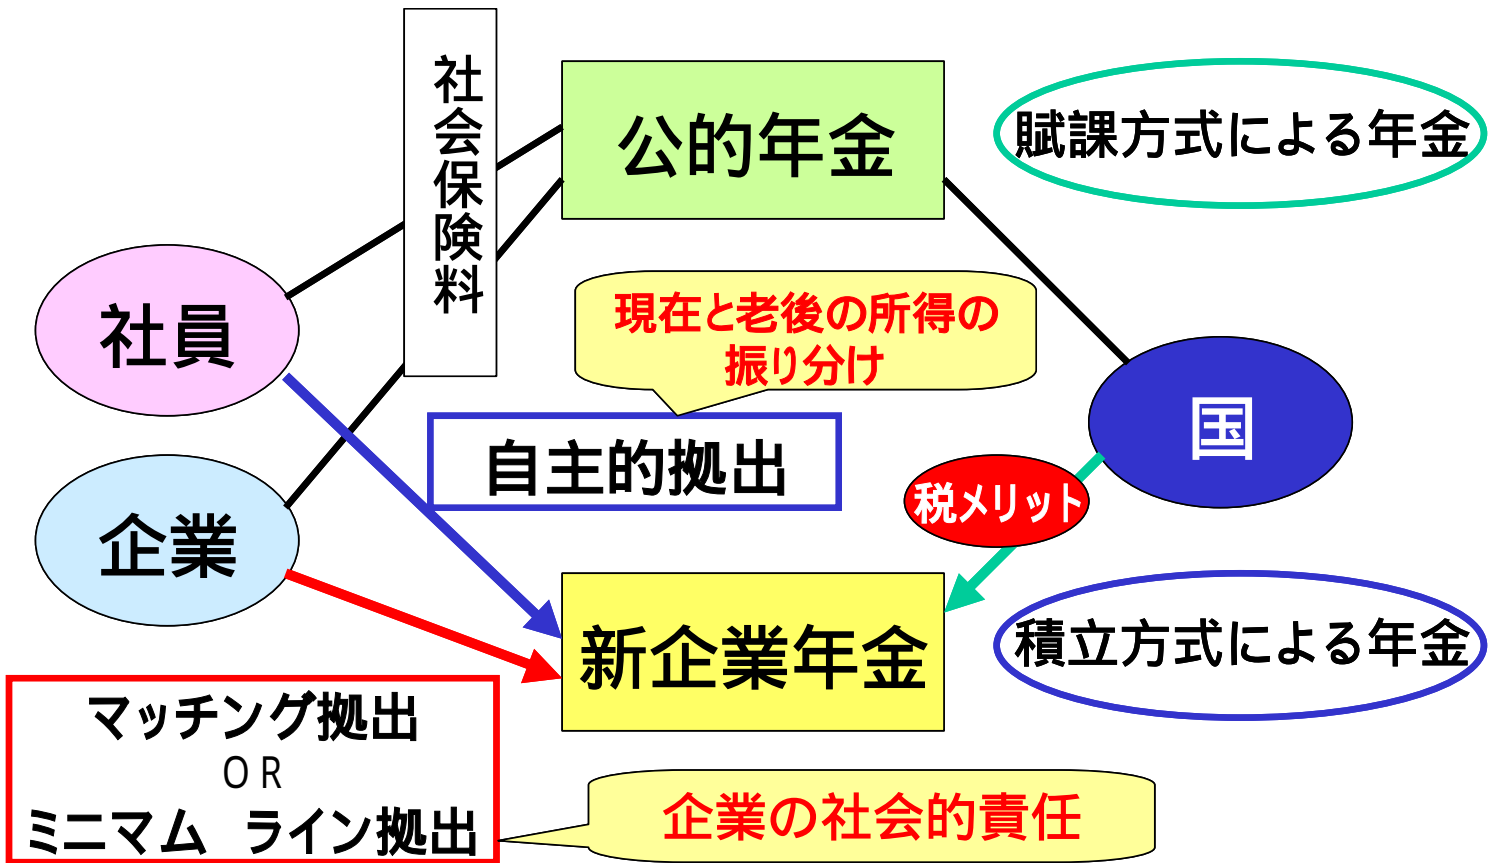 社会保険料
公的年金
賦課方式による年金
社員
現在と老後の所得の
振り分け
自主的拠出
国
税メリット
企業
新企業年金
積立方式による年金
マッチング拠出
OR
ミニマム　ライン拠出
企業の社会的責任